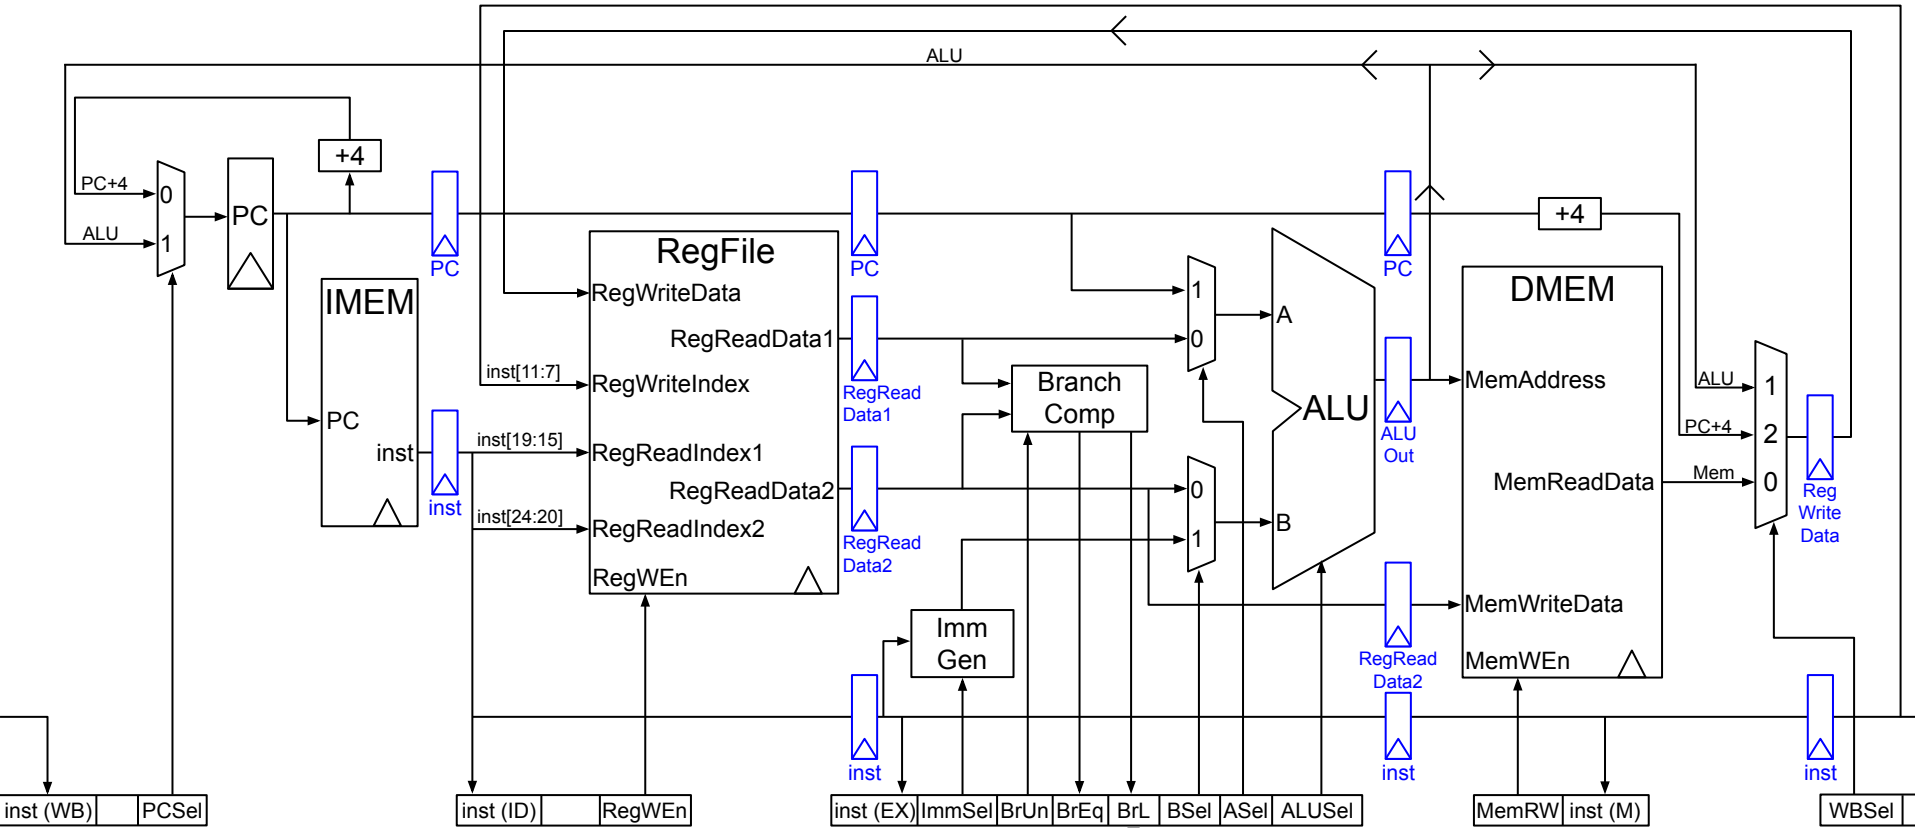 ALU
+4
PC+4
0
ALU
1
PC
PC
IMEM
PC
inst
inst
RegFile
RegWriteData
RegReadData1
inst[11:7]
RegWriteIndex
inst[19:15]
RegReadIndex1
RegReadData2
inst[24:20]
RegReadIndex2
RegWEn
PC
RegRead
Data1
RegRead
Data2
Branch
Comp
Imm
Gen
1
0
0
1
A
ALU
B
PC
ALU
Out
RegRead
Data2
+4
DMEM
MemAddress
MemReadData
MemWriteData
MemWEn
ALU
1
PC+4
2
Mem
0
Reg
Write
Data
inst
inst
inst
inst (WB)
PCSel
inst (ID)
RegWEn
inst (EX)
ImmSel
BrUn
BrEq
BrL
BSel
ASel
ALUSel
MemRW
inst (M)
WBSel